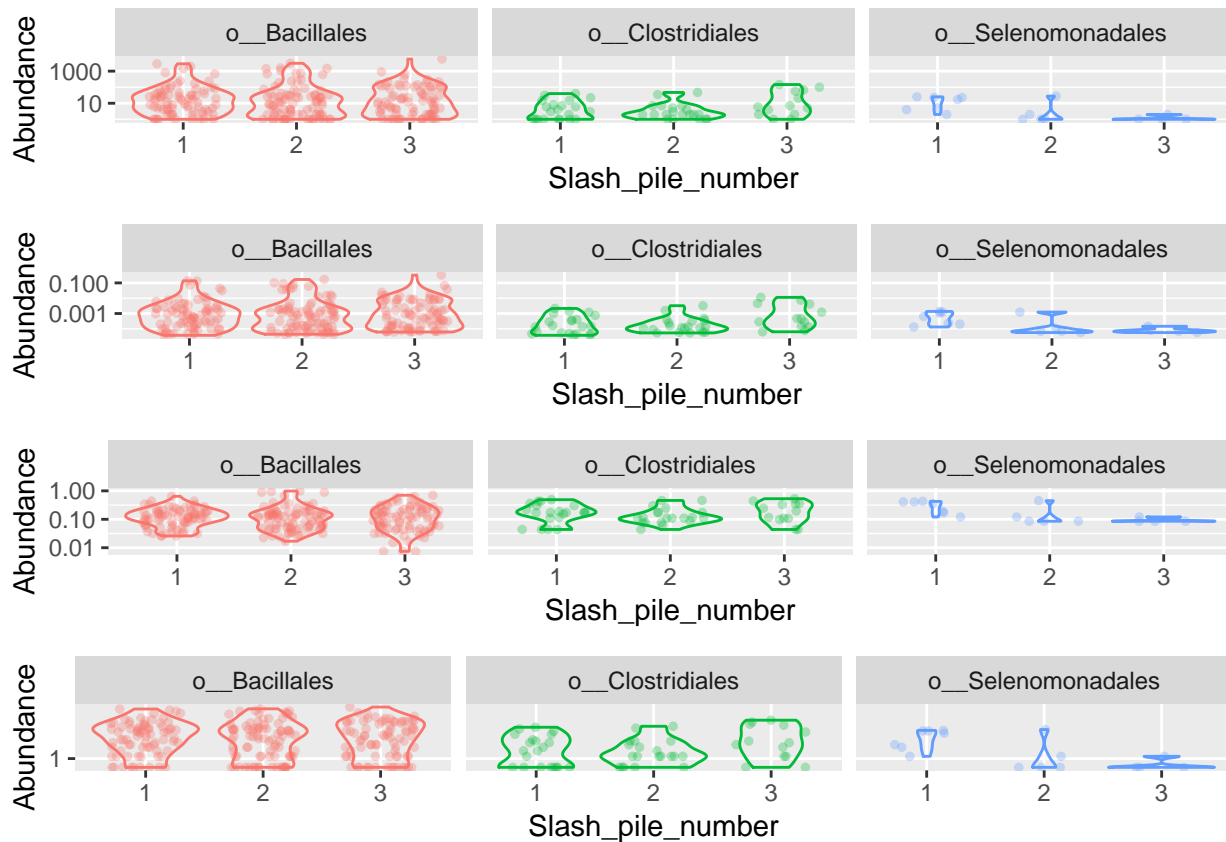 o__Bacillales o__Clostridiales o__Selenomonadales
Abundance
1000
10
1 2 3 1 2 3 1 2 3
Slash_pile_number
o__Bacillales o__Clostridiales o__Selenomonadales
Abundance
0.100
0.001
1 2 3 1 2 3 1 2 3
Slash_pile_number
o__Bacillales o__Clostridiales o__Selenomonadales
Abundance
1.00
0.10
0.01
1 2 3 1 2 3 1 2 3
Slash_pile_number
o__Bacillales o__Clostridiales o__Selenomonadales
Abundance
1
1 2 3 1 2 3 1 2 3
Slash_pile_number